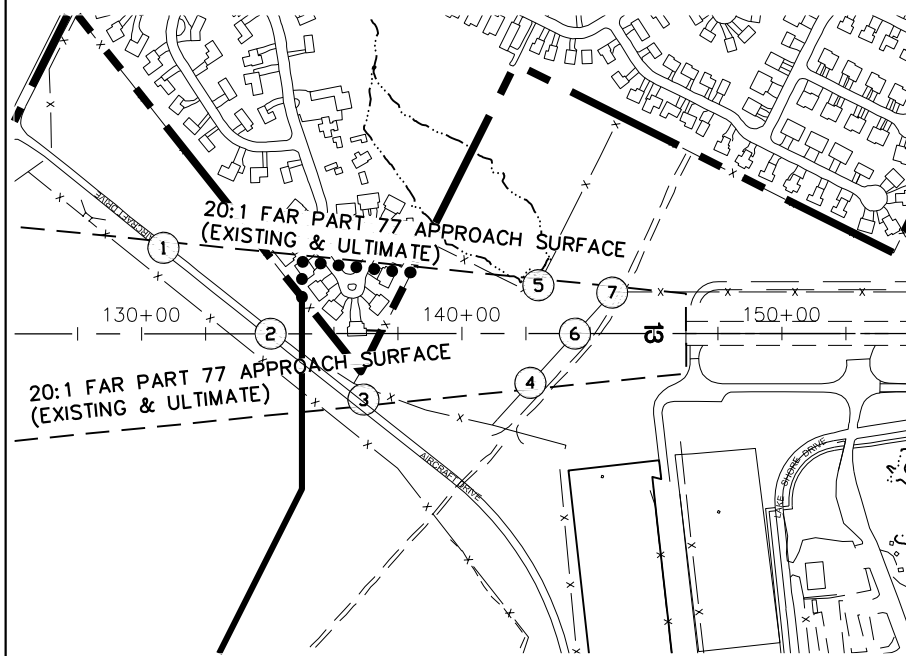 AIRCRAFT DRIVE
20:1 FAR PART 77 APPROACH SURFACE
(EXISTING & ULTIMATE)
1
5
7
130+00
140+00
150+00
2
6
13
20:1 FAR PART 77 APPROACH SURFACE
(EXISTING & ULTIMATE)
4
3
AIRCRAFT DRIVE
LAKE SHORE DRIVE